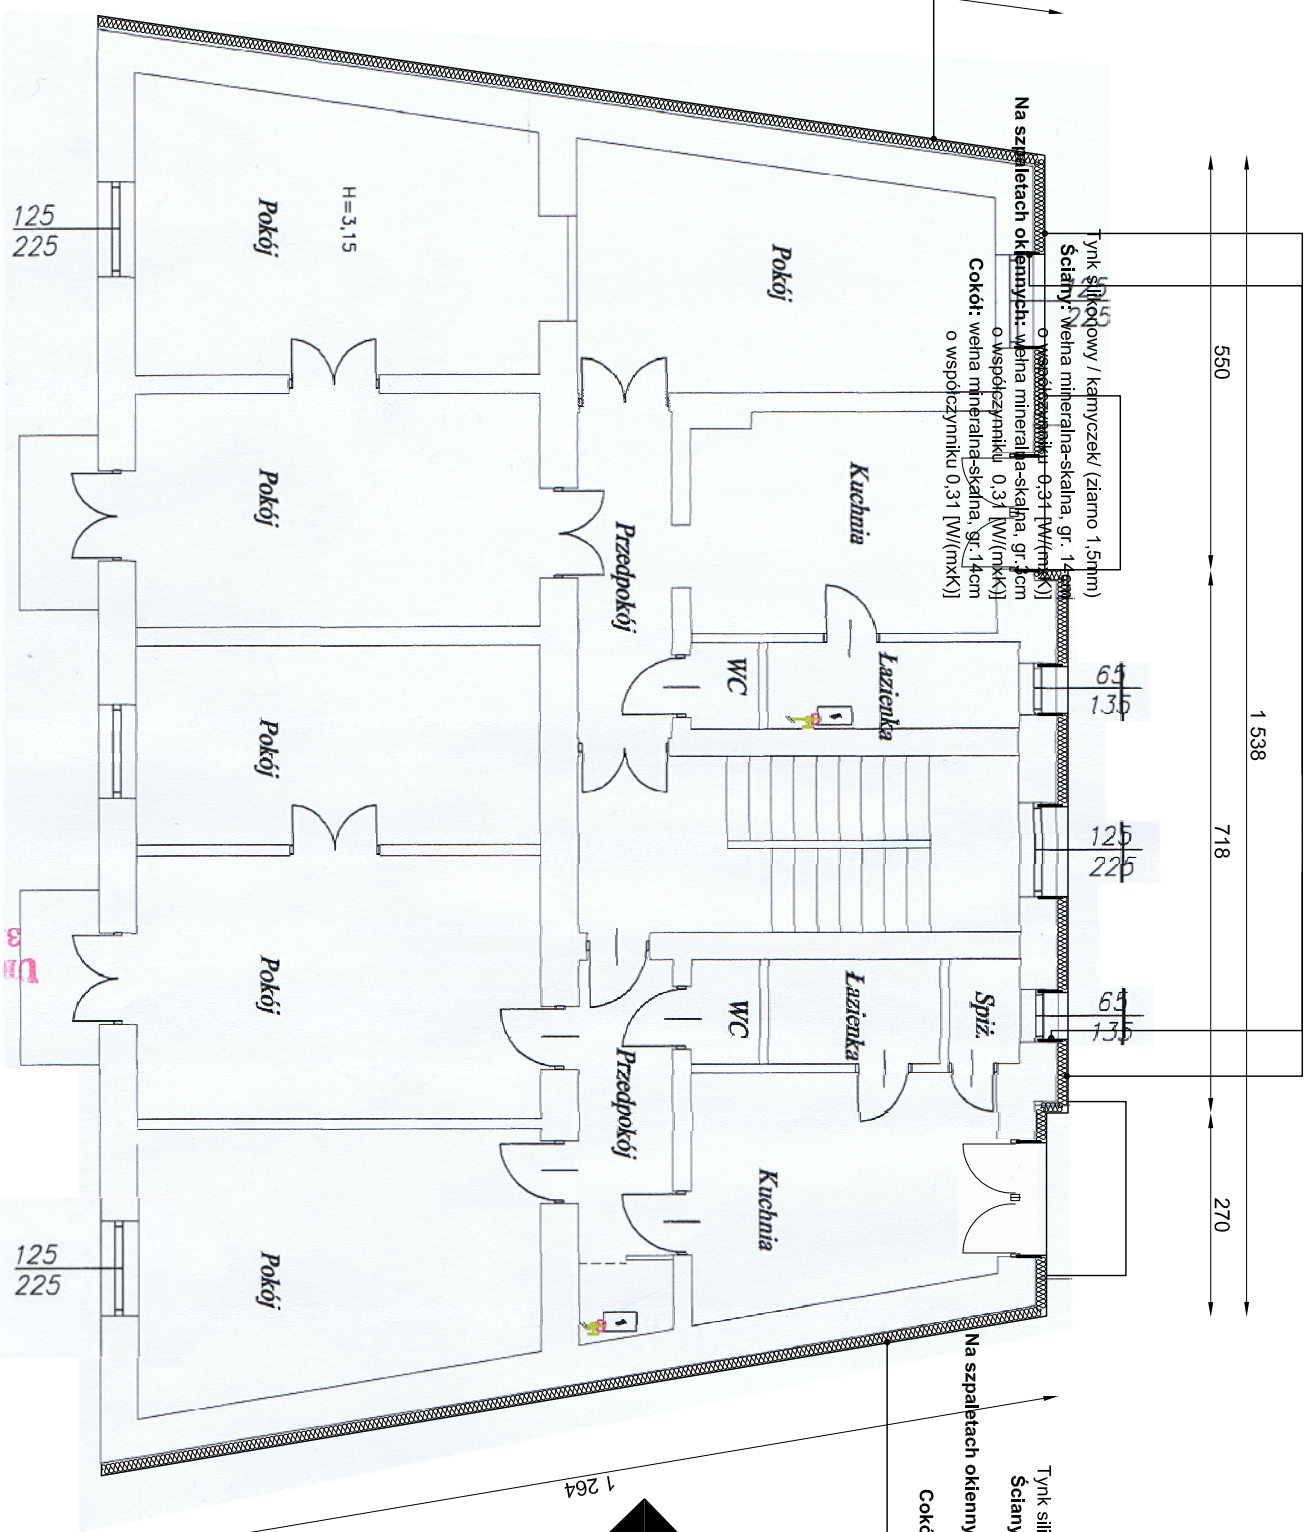 Tynk silikonowy / kamyczek/ (ziarno 1,5mm)
Ściany: wełna mineralna-skalna, gr. 14cm
o współczynniku 0,31 [W/(mxK)]
Na szpaletach okiennych: wełna mineralna-skalna, gr.3cm
o współczynniku 0,31 [W/(mxK)]
Cokół: wełna mineralna-skalna, gr.14cm
o współczynniku 0,31 [W/(mxK)]
1 538
550
718
270
125
225
65
135
125
225
65
135
Pokój
Kuchnia
Łazienka
WC
Przedpokój
H=3,15
Pokój
Pokój
Pokój
Pokój
Pokój
Spiż.
Łazienka
WC
Przedpokój
Kuchnia
125
225
125
225
1 264
Tynk sili
Ściany
Na szpaletach okienny
Cokó